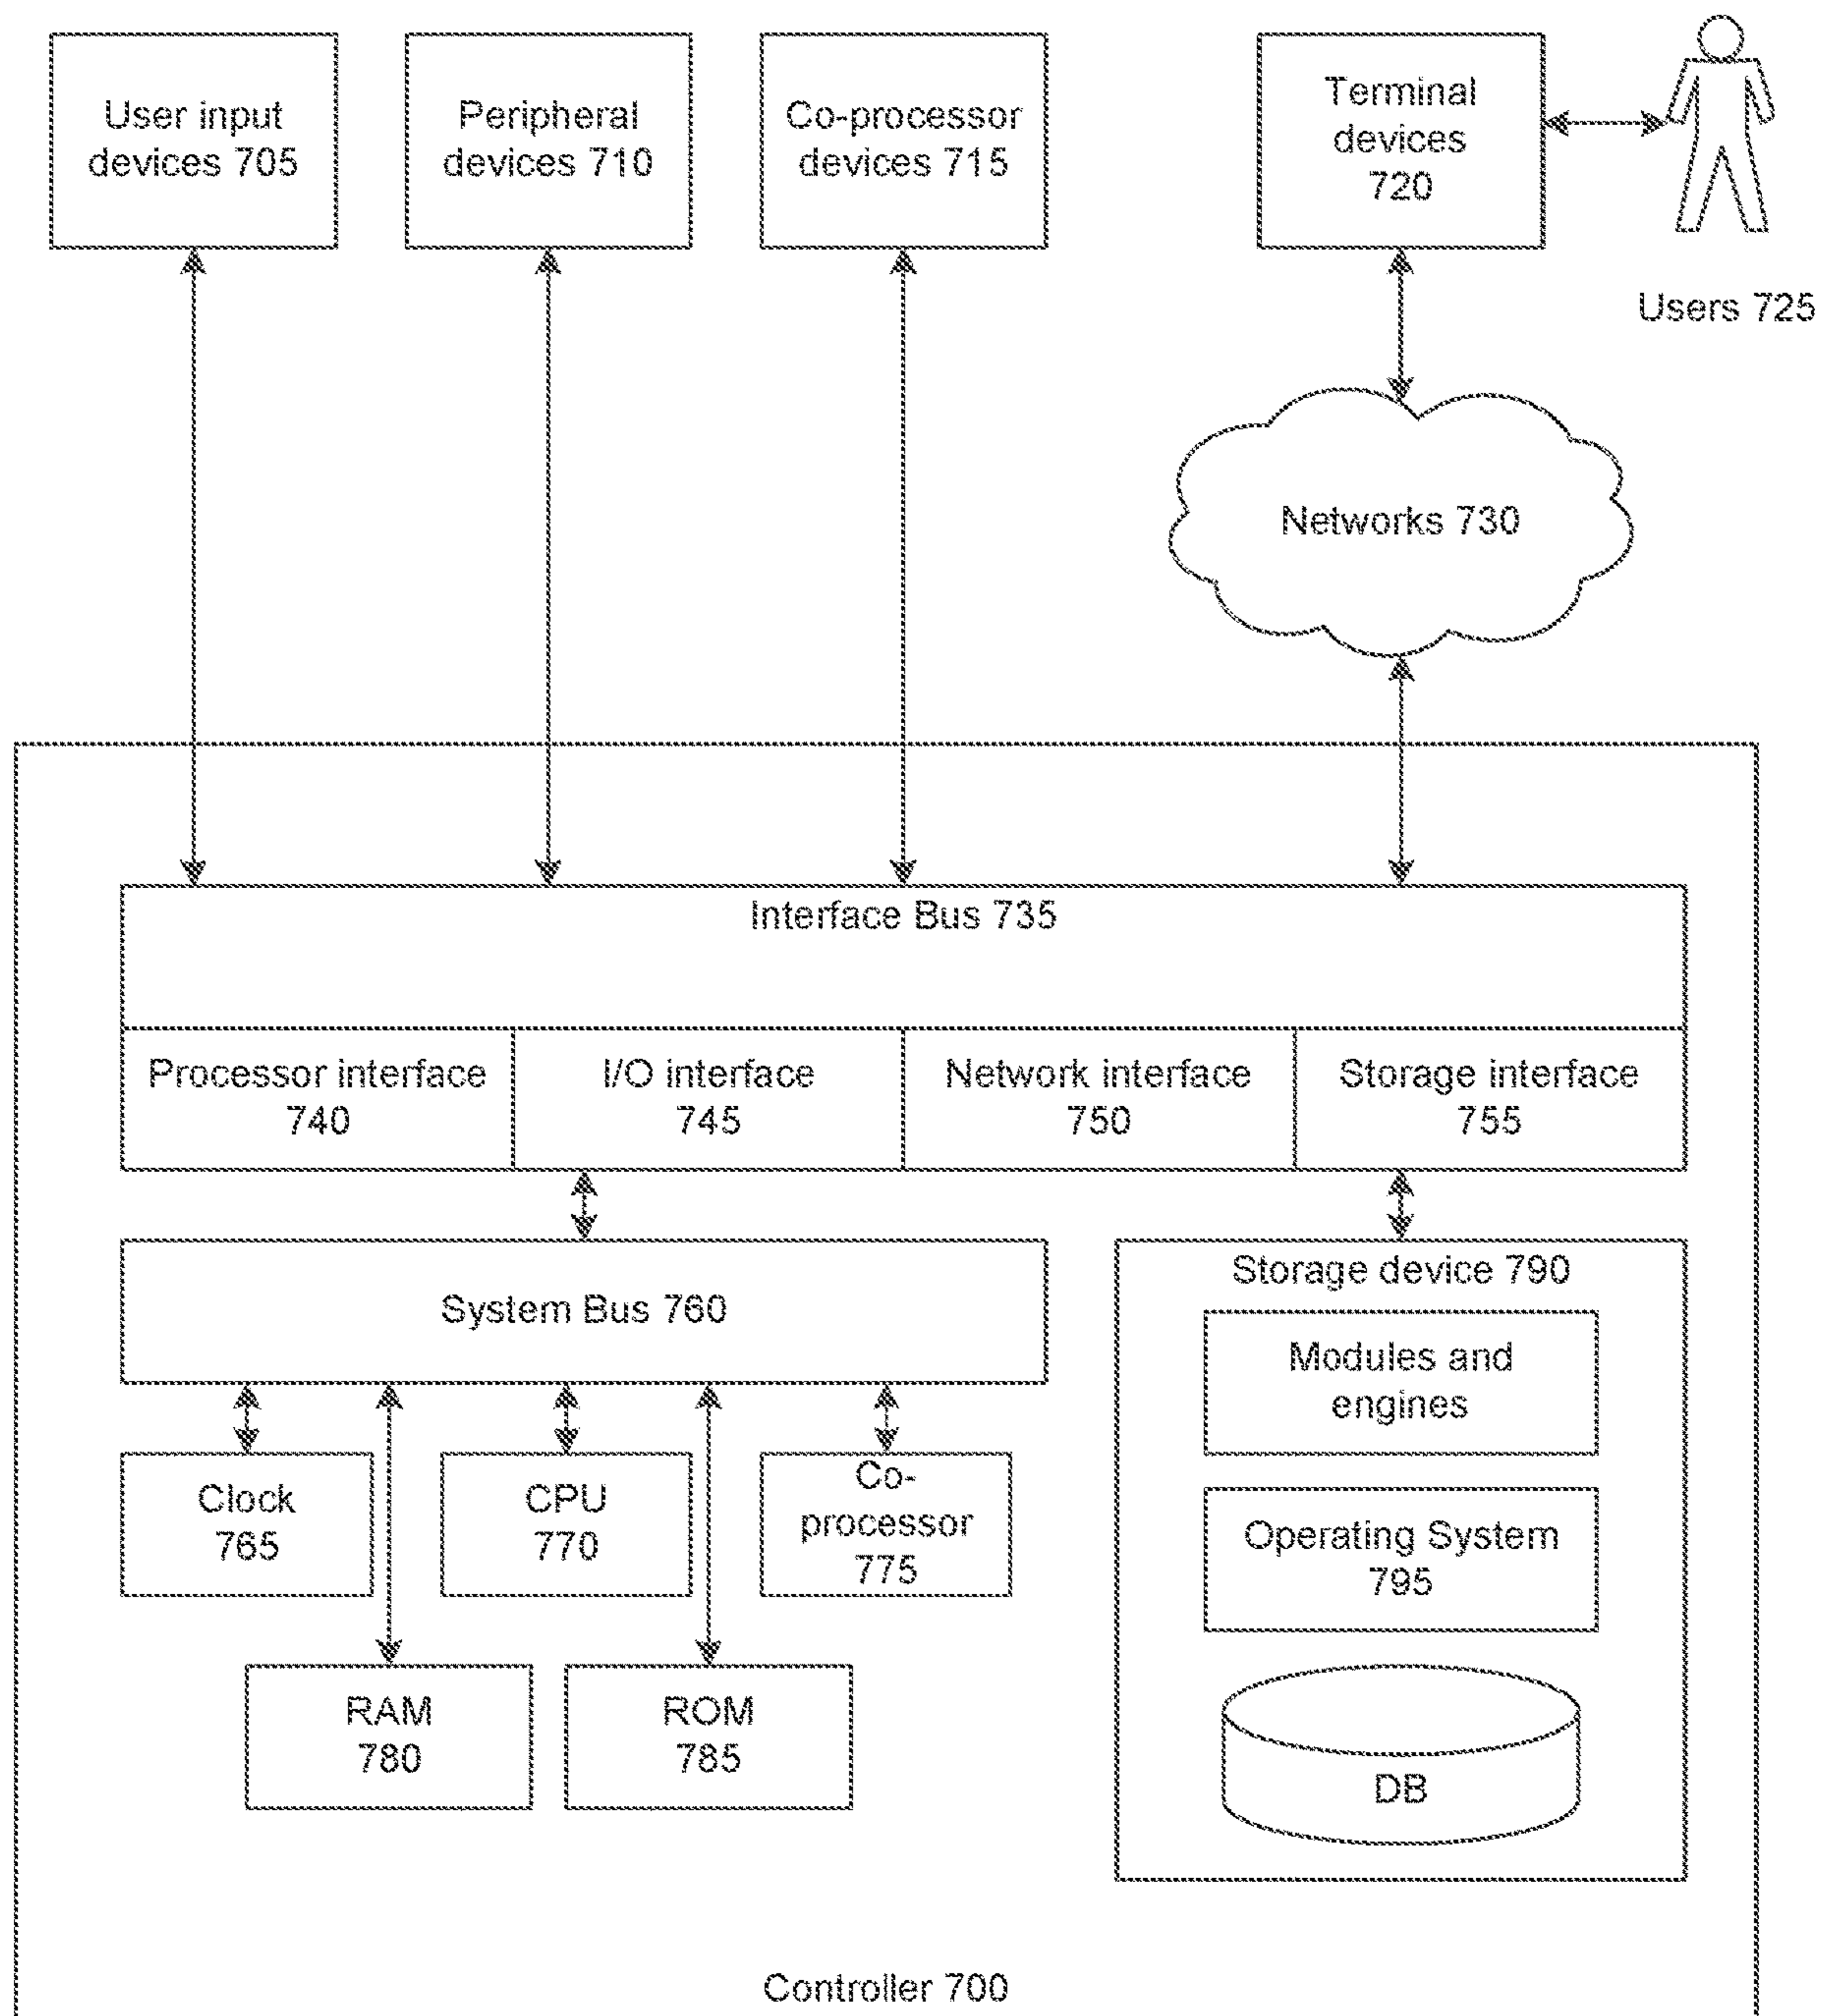 User input
devices 705
Peripheral
devices 710
Co-processor
devices 715
Terminal
devices
720
Users 725
Networks 730
Interface Bus 735
Processor interface
740
I/O interface
745
Network interface
750
Storage interface
755
System Bus 760
Storage device 790
Modules and
engines
Clock
765
CPU
770
Co-
processor
775
Operating System
795
RAM
780
ROM
785
DB
Controller 700